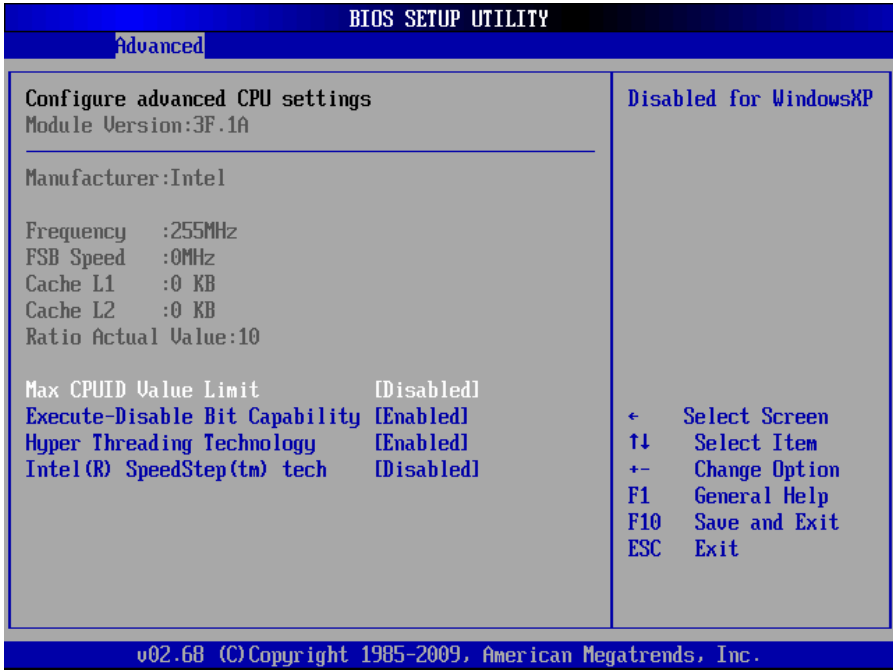 BIOS SETUP UTILITY
Advanced
Configure advanced CPU settings
Module Version:3F.1A
Manufacturer:Intel
Frequency :255MHz
FSB Speed :0MHz
Cache L1 :0 KB
Cache L2 :0 KB
Ratio Actual Value:10
Max CPUID Value Limit [Disabled]
Execute-Disable Bit Capability [Enabled]
Hyper Threading Technology [Enabled]
Intel(R) SpeedStep(tm) tech [Disabled]
Disabled for WindowsXP
← Select Screen
↑↓ Select Item
+- Change Option
F1 General Help
F10 Save and Exit
ESC Exit
v02.68 (C)Copyright 1985-2009, American Megatrends, Inc.